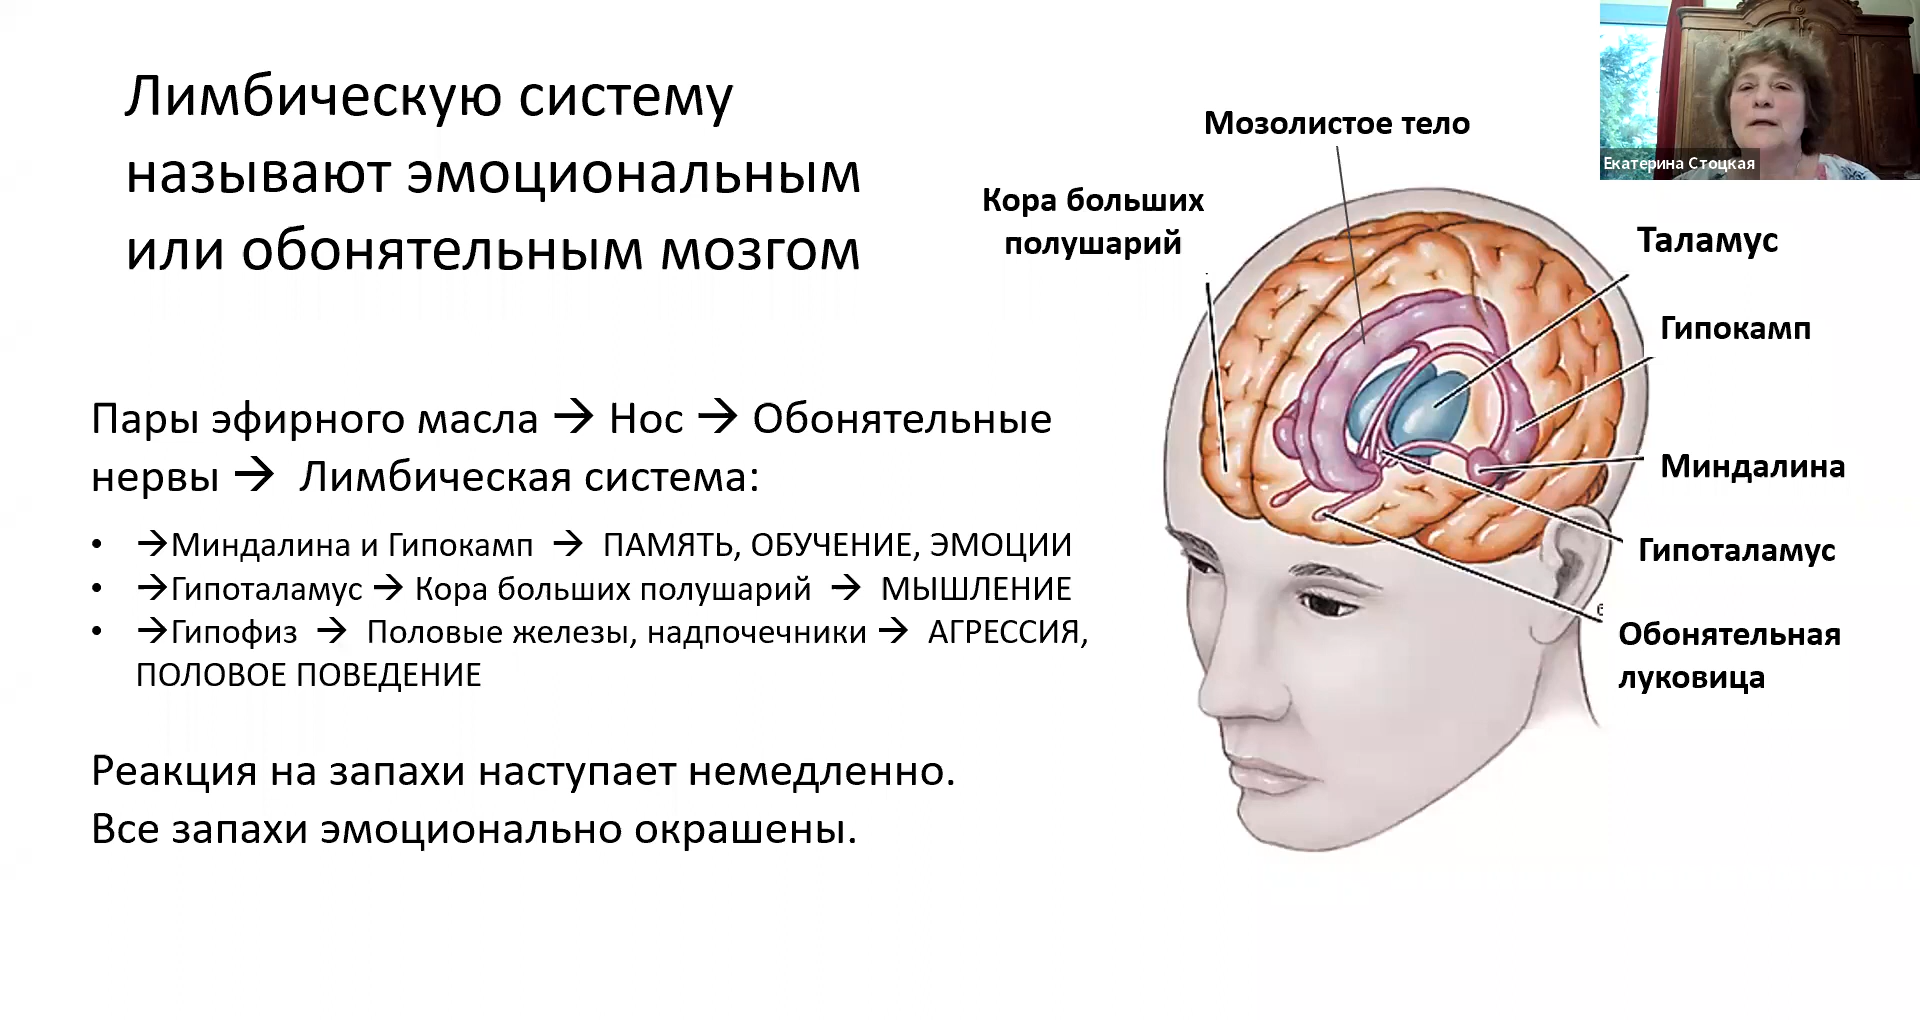 Лимбическую систему
называют эмоциональным
или обонятельным мозгом
Пары эфирного масла → Нос → Обонятельные
нервы → Лимбическая система:
• →Миндалина и Гипокамп → ПАМЯТЬ, ОБУЧЕНИЕ, ЭМОЦИИ
• →Гипоталамус → Кора больших полушарий → МЫШЛЕНИЕ
• →Гипофиз → Половые железы, надпочечники → АГРЕССИЯ,
ПОЛОВОЕ ПОВЕДЕНИЕ
Реакция на запахи наступает немедленно.
Все запахи эмоционально окрашены.
Мозолистое тело
Кора больших
полушарий
Таламус
Гипокамп
Миндалина
Гипоталамус
Обонятельная
луковица
Екатерина Стоцкая